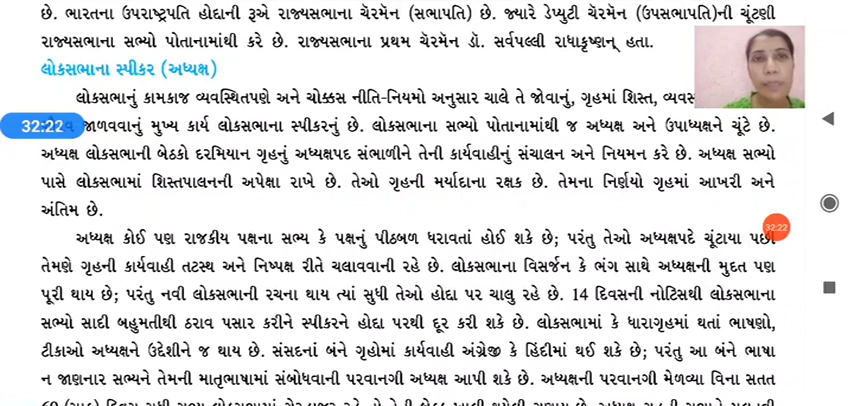 છે. ભારતના ઉપરાષ્ટ્રપતિ હોદ્દાની રૂએ રાજ્યસભાના ચૅરમૅન (સભાપતિ) છે. જ્યારે ડેપ્યુટી ચૅરમૅન (ઉપસભાપતિ)ની ચૂંટણી
રાજ્યસભાના સભ્યો પોતાનામાંથી કરે છે. રાજ્યસભાના પ્રથમ ચૅરમૅન ડૉ. સર્વપલ્લી રાધાકૃષ્ણન્ હતા.
લોકસભાના સ્પીકર (અધ્યક્ષ)
લોકસભાનું કામકાજ વ્યવસ્થિતપણે અને ચોક્કસ નીતિ-નિયમો અનુસાર ચાલે તે જોવાનું, ગૃહમાં શિસ્ત,
32:22 જાળવવાનું મુખ્ય કાર્ય લોકસભાના સ્પીકરનું છે. લોકસભાના સભ્યો પોતાનામાંથી જ અધ્યક્ષ અને ઉપાધ્યક્ષને ચૂંટે છે.
અધ્યક્ષ લોકસભાની બેઠકો દરમિયાન ગૃહનું અધ્યક્ષપદ સંભાળીને તેની કાર્યવાહીનું સંચાલન અને નિયમન કરે છે. અધ્યક્ષ સભ્યો
પાસે લોકસભામાં શિસ્તપાલનની અપેક્ષા રાખે છે. તેઓ ગૃહની મર્યાદાના રક્ષક છે. તેમના નિર્ણયો ગૃહમાં આખરી અને
અંતિમ છે.
32:22
અધ્યક્ષ કોઈ પણ રાજકીય પક્ષના સભ્ય કે પક્ષનું પીઠબળ ધરાવતાં હોઈ શકે છે; પરંતુ તેઓ અધ્યક્ષપદે ચૂંટાયા પછી
તેમણે ગૃહની કાર્યવાહી તટસ્થ અને નિષ્પક્ષ રીતે ચલાવવાની રહે છે. લોકસભાના વિસર્જન કે ભંગ સાથે અધ્યક્ષની મુદત પણ
પૂરી થાય છે; પરંતુ નવી લોકસભાની રચના થાય ત્યાં સુધી તેઓ હોદ્દા પર ચાલુ રહે છે. 14 દિવસની નોટિસથી લોકસભાના
સભ્યો સાદી બહુમતીથી ઠરાવ પસાર કરીને સ્પીકરને હોદ્દા પરથી દૂર કરી શકે છે. લોકસભામાં કે ધારાગૃહમાં થતાં ભાષણો,
ટીકાઓ અધ્યક્ષને ઉદ્દેશીને જ થાય છે. સંસદનાં બંને ગૃહોમાં કાર્યવાહી અંગ્રેજી કે હિંદીમાં થઈ શકે છે; પરંતુ આ બંને ભાષા
ન જાણનાર સભ્યને તેમની માતૃભાષામાં સંબોધવાની પરવાનગી અધ્યક્ષ આપી શકે છે. અધ્યક્ષની પરવાનગી મેળવ્યા વિના સતત